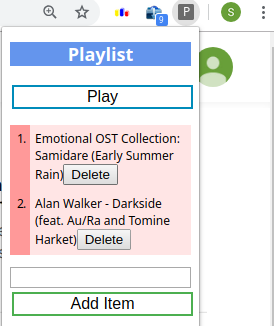 9
P
S
Playlist
Play
1. Emotional OST Collection:
Samidare (Early Summer
Rain) Delete
2. Alan Walker - Darkside
(feat. Au/Ra and Tomine
Harket) Delete
Add Item